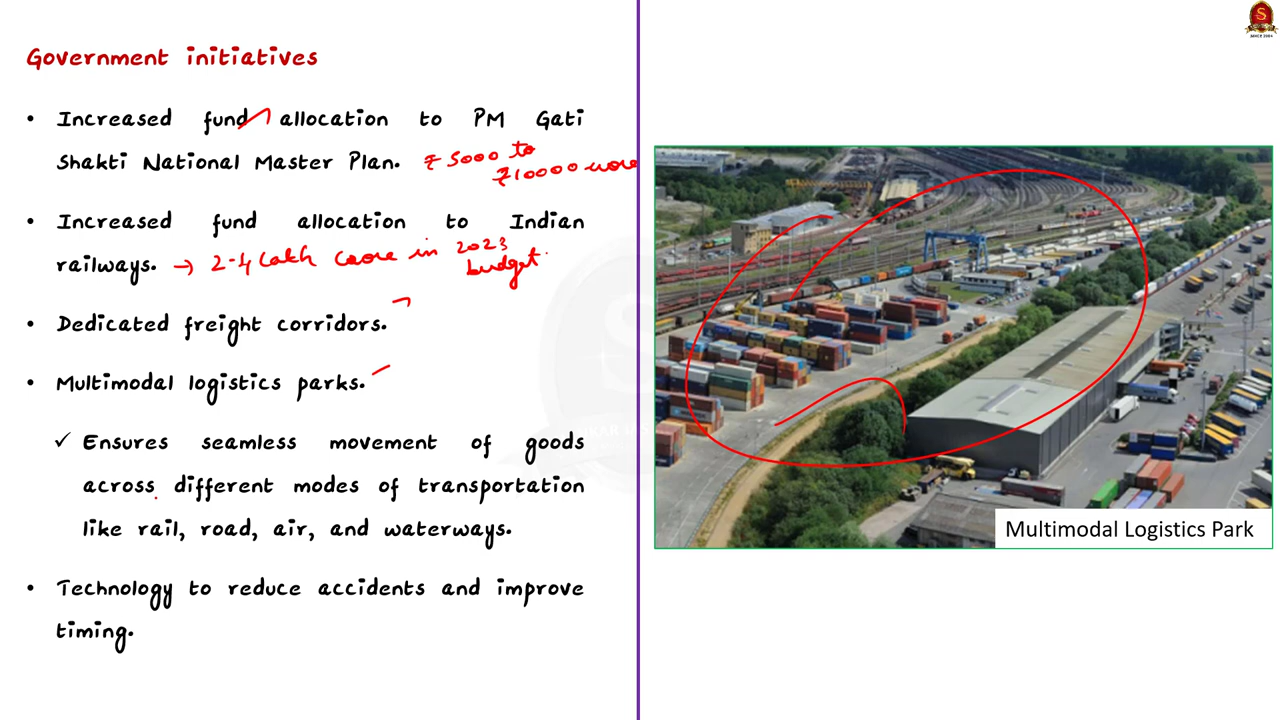 Government initiatives
• Increased fund allocation to PM Gati
Shakti National Master Plan. ₹5000 to
₹10000 crore
• Increased fund allocation to Indian
railways. → 2.4 lakh crore in 2023
budget.
• Dedicated freight corridors.
• Multimodal logistics parks.
✓ Ensures seamless movement of goods
across different modes of transportation
like rail, road, air, and waterways.
• Technology to reduce accidents and improve
timing.
S
SINCE 2004
Multimodal Logistics Park